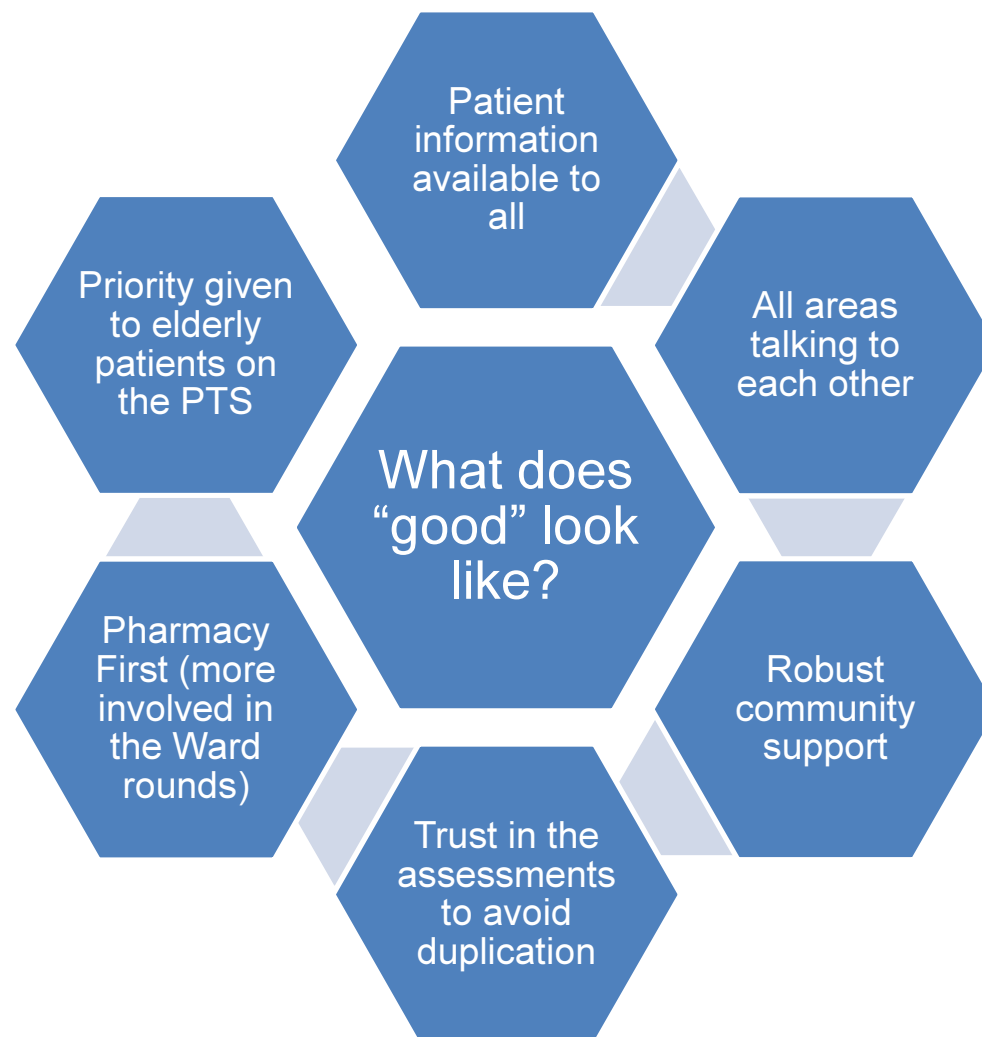 Patient
information
available to
all
All areas
talking to
each other
Robust
community
support
Trust in the
assessments
to avoid
duplication
Pharmacy
First (more
involved in
the Ward
rounds)
Priority given
to elderly
patients on
the PTS
What does
“good” look
like?